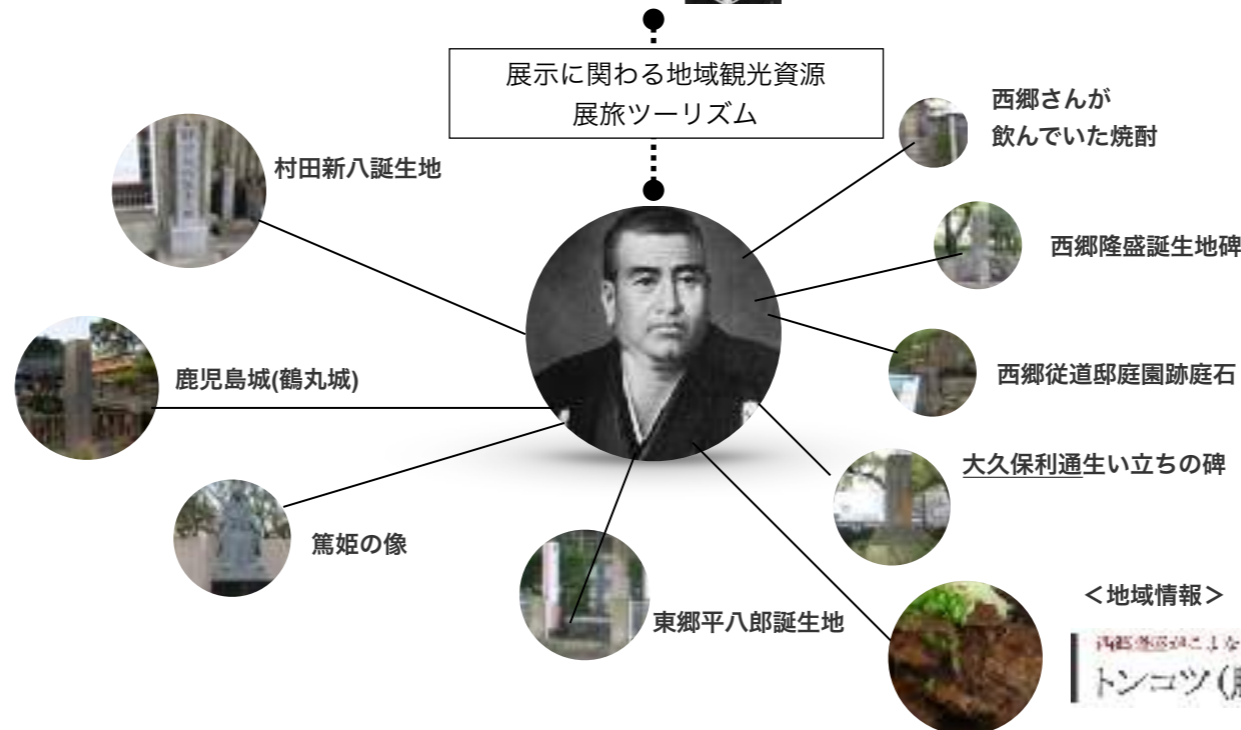 展示に関わる地域観光資源
展旅ツーリズム
西郷さんが
飲んでいた焼酎
村田新八誕生地
西郷隆盛誕生地碑
鹿児島城(鶴丸城)
西郷従道邸庭園跡庭石
大久保利通生い立ちの碑
篤姫の像
東郷平八郎誕生地
＜地域情報＞
トンコツ(